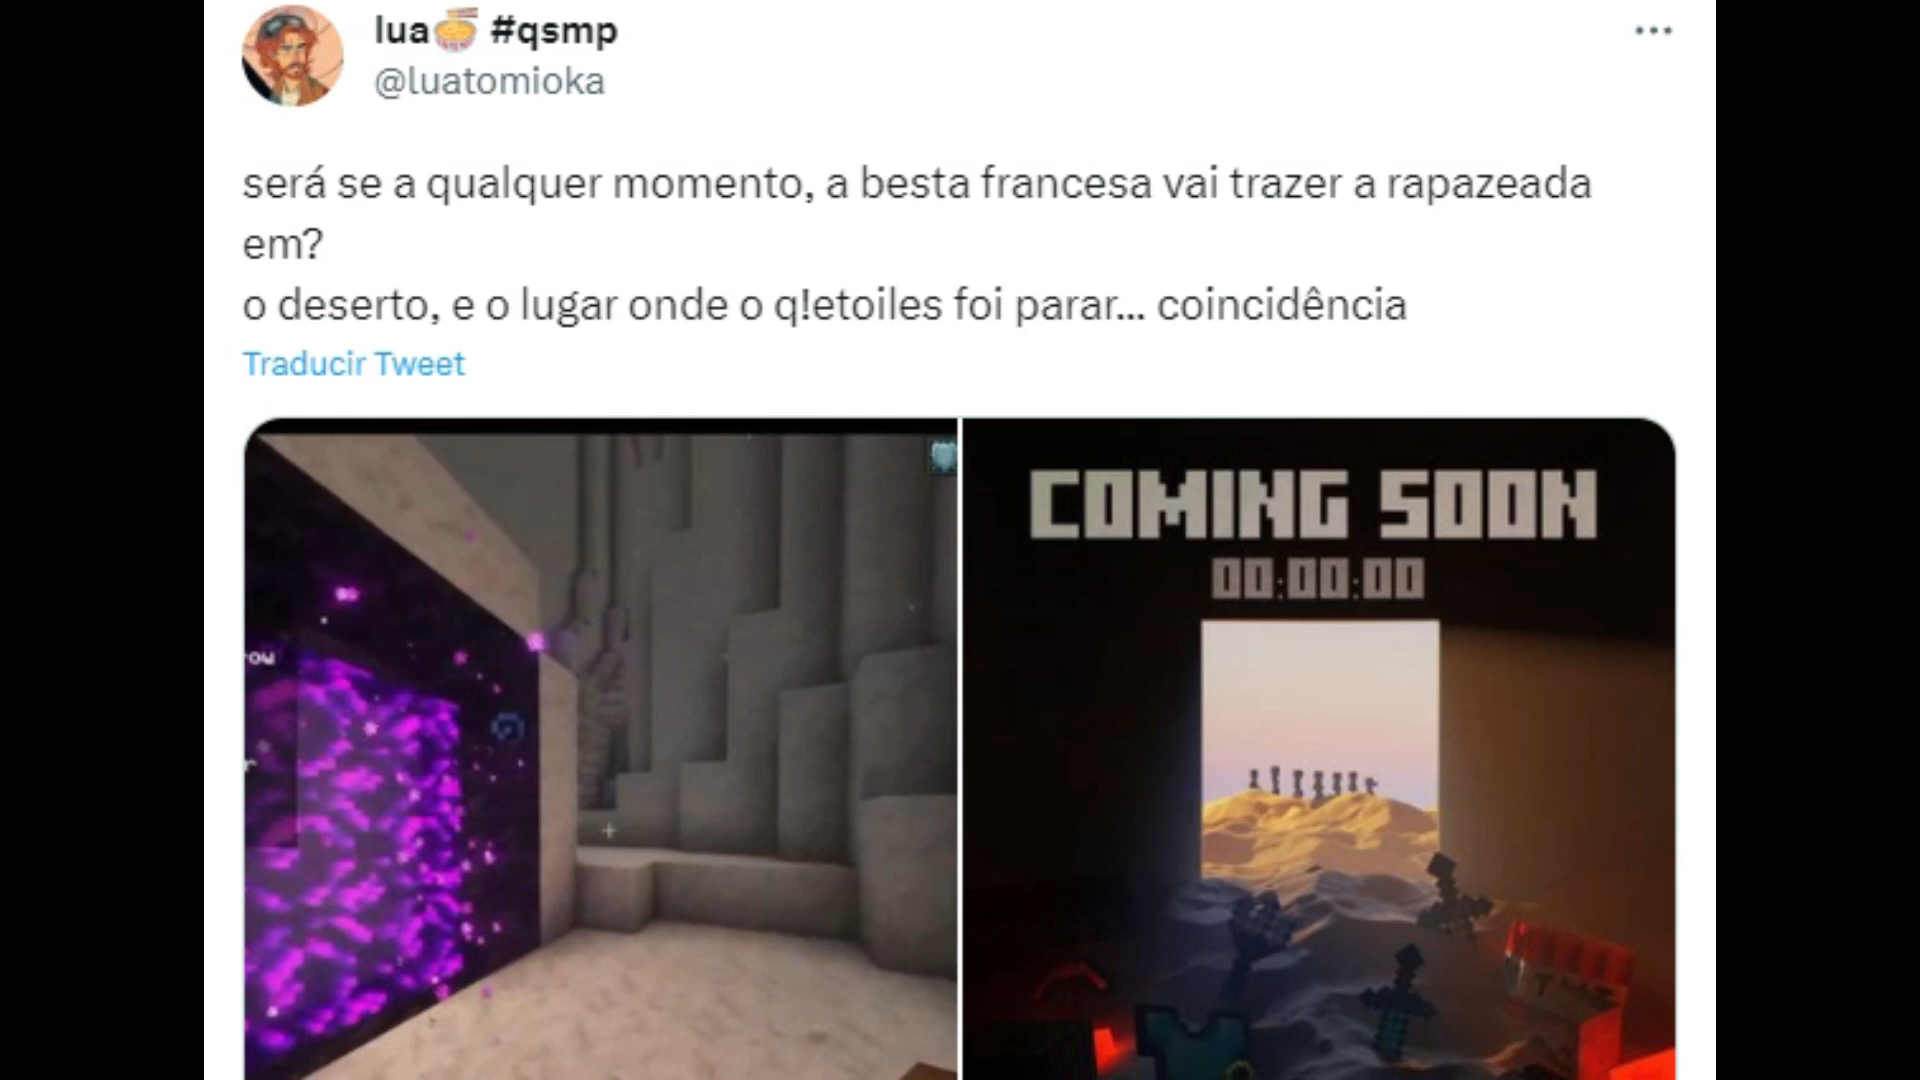 lua #qsmp
@luatomioka
será se a qualquer momento, a besta francesa vai trazer a rapazeada
em?
o deserto, e o lugar onde o q!etoiles foi parar... coincidência
Traducir Tweet
COMING SOON
00:00:00
row
r